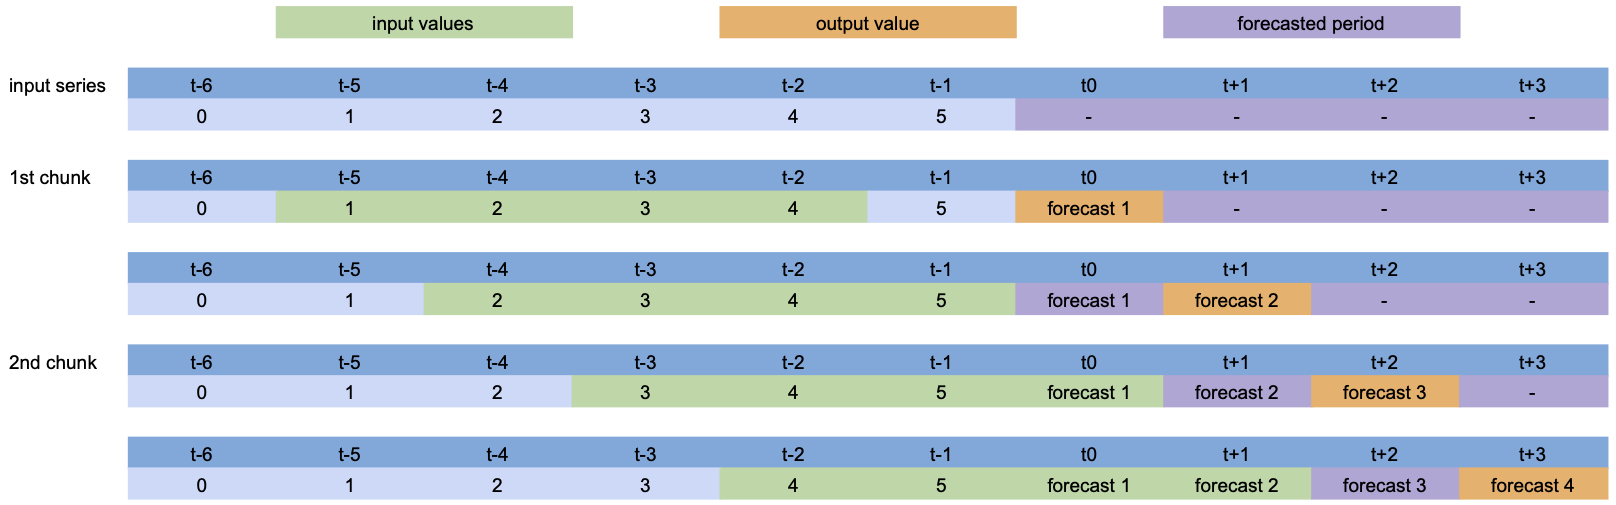 input values output value forecasted period
input series t-6 t-5 t-4 t-3 t-2 t-1 t0 t+1 t+2 t+3
0 1 2 3 4 5 - - - -
1st chunk t-6 t-5 t-4 t-3 t-2 t-1 t0 t+1 t+2 t+3
0 1 2 3 4 5 forecast 1 - - -
t-6 t-5 t-4 t-3 t-2 t-1 t0 t+1 t+2 t+3
0 1 2 3 4 5 forecast 1 forecast 2 - -
2nd chunk t-6 t-5 t-4 t-3 t-2 t-1 t0 t+1 t+2 t+3
0 1 2 3 4 5 forecast 1 forecast 2 forecast 3 -
t-6 t-5 t-4 t-3 t-2 t-1 t0 t+1 t+2 t+3
0 1 2 3 4 5 forecast 1 forecast 2 forecast 3 forecast 4